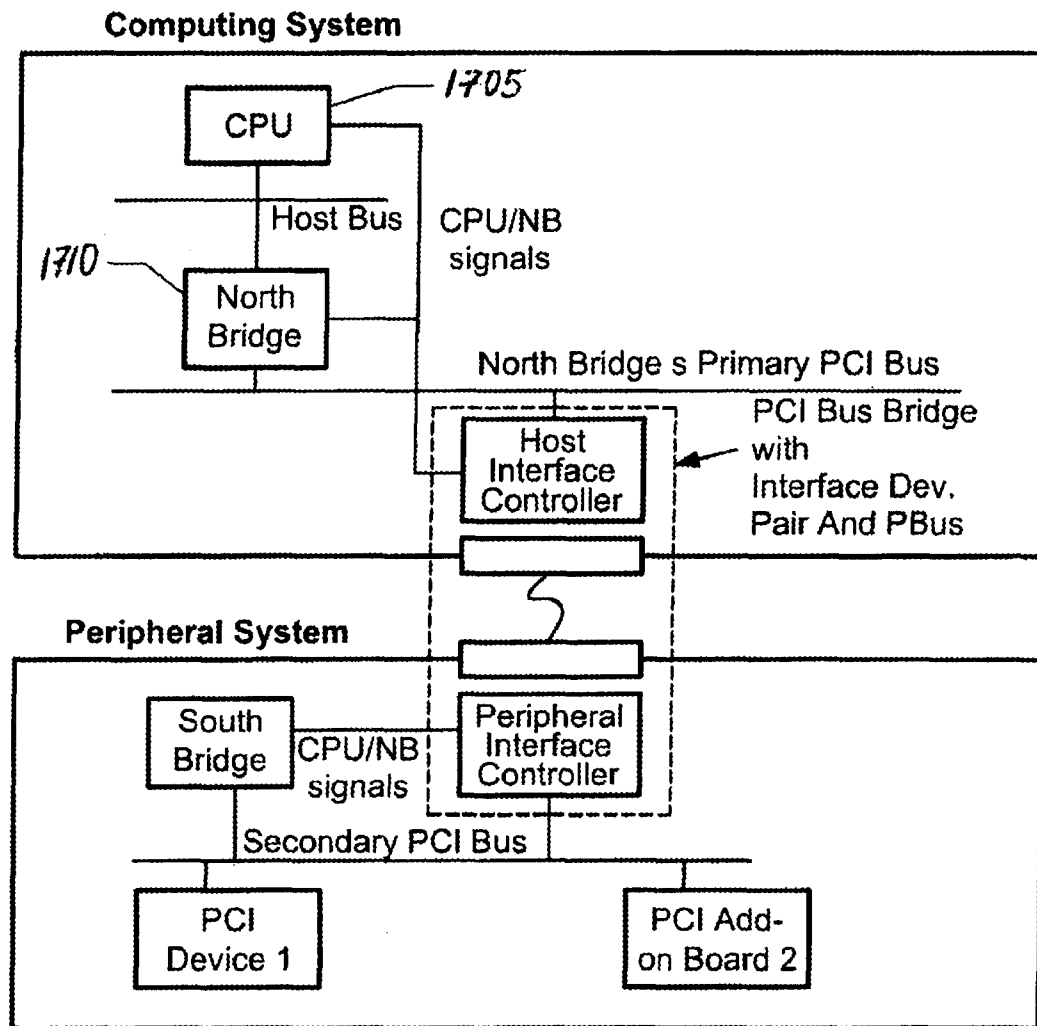 Computing System
1705
CPU
Host Bus
CPU/NB
signals
1710
North
Bridge
North Bridge s Primary PCI Bus
Host
Interface
Controller
PCI Bus Bridge
with
Interface Dev.
Pair And PBus
Peripheral System
South
Bridge
CPU/NB
signals
Peripheral
Interface
Controller
Secondary PCI Bus
PCI
Device 1
PCI Add-
on Board 2